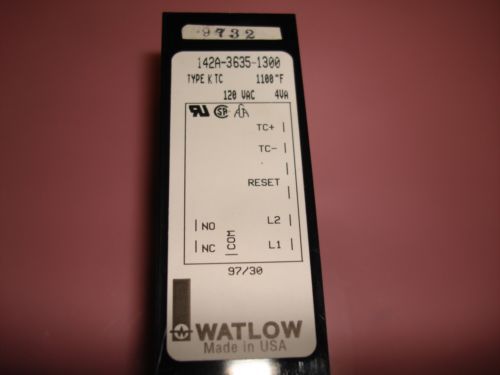 9732
142A-3635-1300
TYPE K TC 1100°F
120 VAC 4VA
TC+
TC-
RESET
NO L2
NC COM L1
97/30
WATLOW
Made in USA